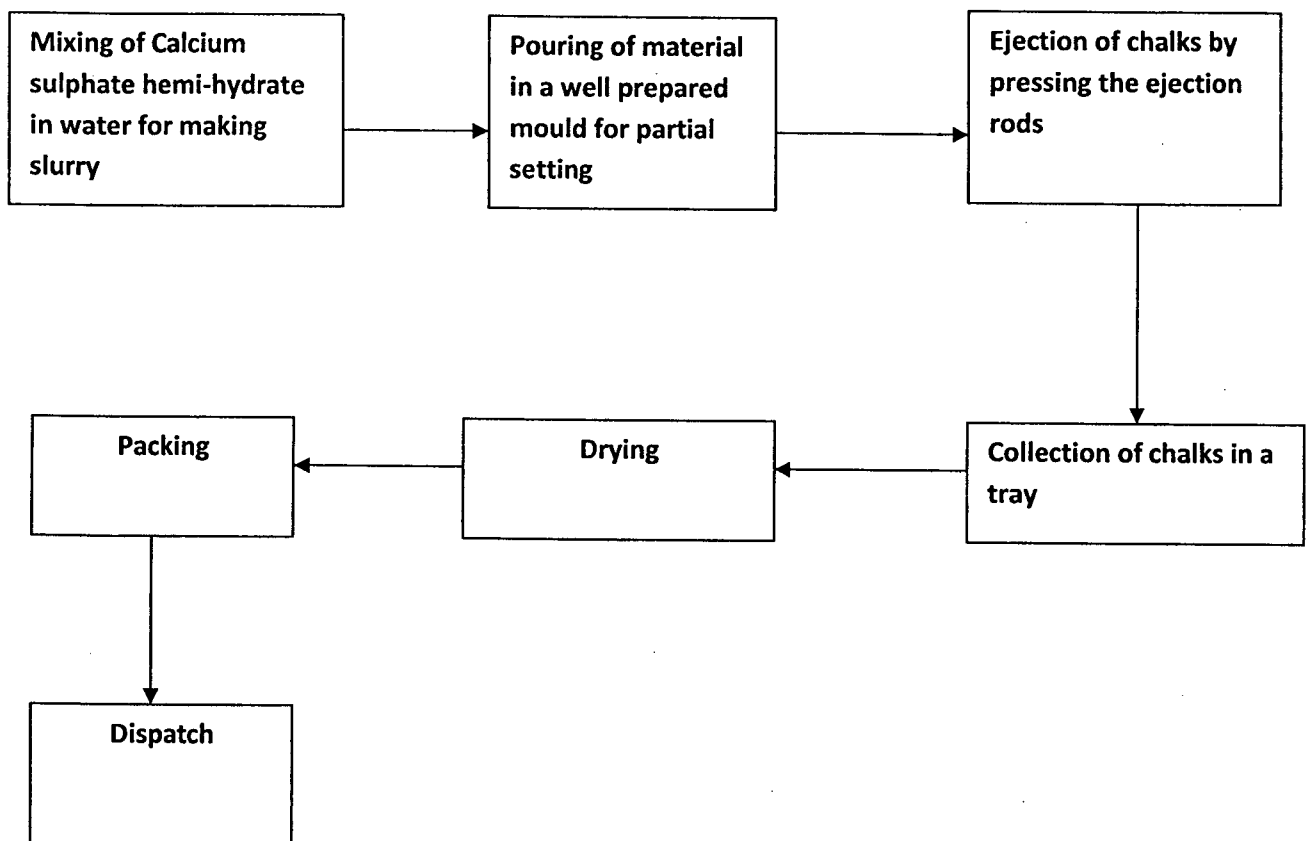 Mixing of Calcium
sulphate hemi-hydrate
in water for making
slurry
Pouring of material
in a well prepared
mould for partial
setting
Ejection of chalks by
pressing the ejection
rods
Collection of chalks in a
tray
Drying
Packing
Dispatch